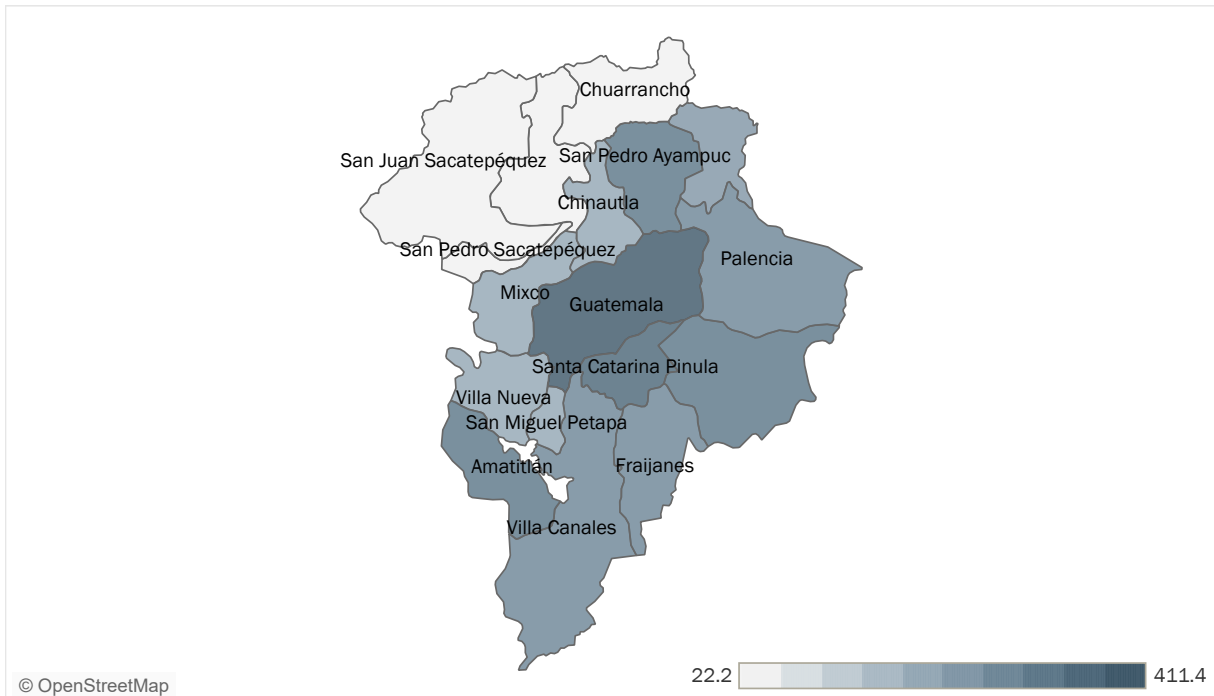 Chuarrancho
San Juan Sacatepéquez
San Pedro Ayampuc
Chinautla
San Pedro Sacatepéquez
Palencia
Mixco
Guatemala
Santa Catarina Pinula
Villa Nueva
San Miguel Petapa
Amatitlán
Fraijanes
Villa Canales
22.2
411.4
© OpenStreetMap